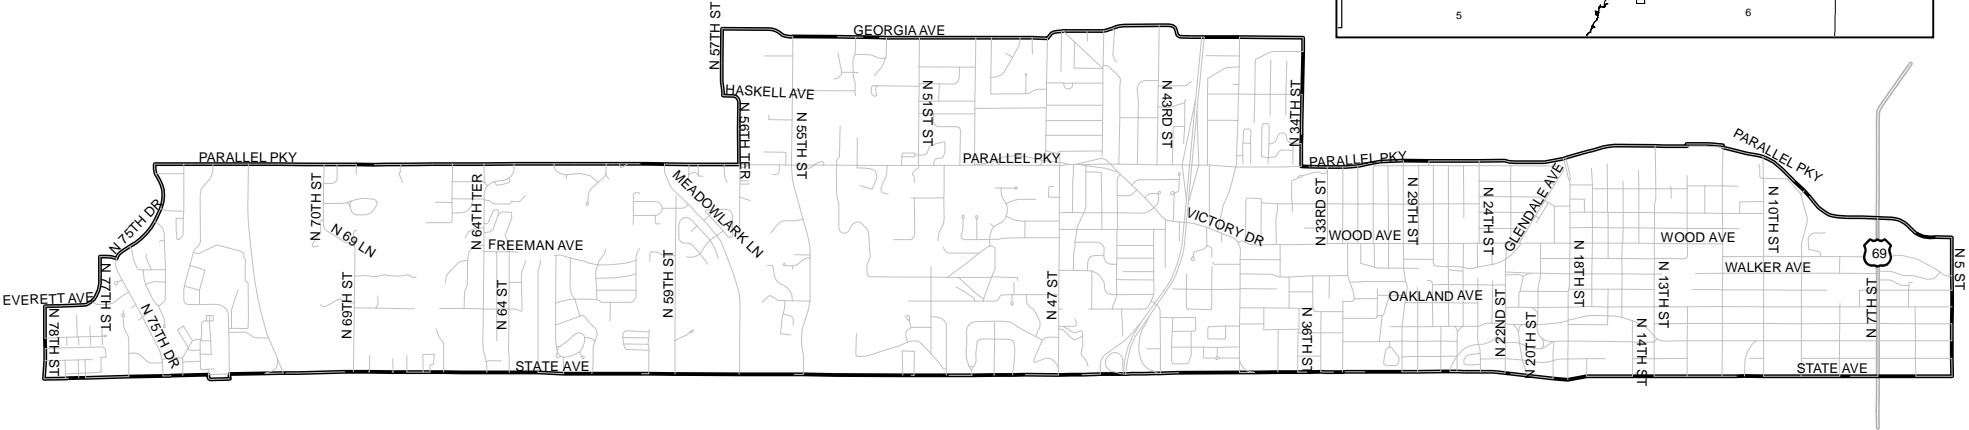 5
6
N 57TH ST
GEORGIA AVE
HASKELL AVE
N 56TH TER
N 55TH ST
N 51ST ST
N 43RD ST
N 34TH ST
PARALLEL PKY
PARALLEL PKY
PARALLEL PKY
PARALLEL PKY
N 75TH DR
N 70TH ST
N 69 LN
N 64TH TER
FREEMAN AVE
MEADOWLARK LN
N 59TH ST
VICTORY DR
N 33RD ST
WOOD AVE
N 29TH ST
N 24TH ST
GLENDALE AVE
N 18TH ST
WOOD AVE
N 10TH ST
WALKER AVE
69
N 5 ST
EVERETT AVE
N 77TH ST
N 78TH ST
N 75TH DR
N 69TH ST
N 64 ST
N 47 ST
N 36TH ST
OAKLAND AVE
N 22ND ST
N 20TH ST
N 13TH ST
N 14TH ST
N 7TH ST
STATE AVE
STATE AVE